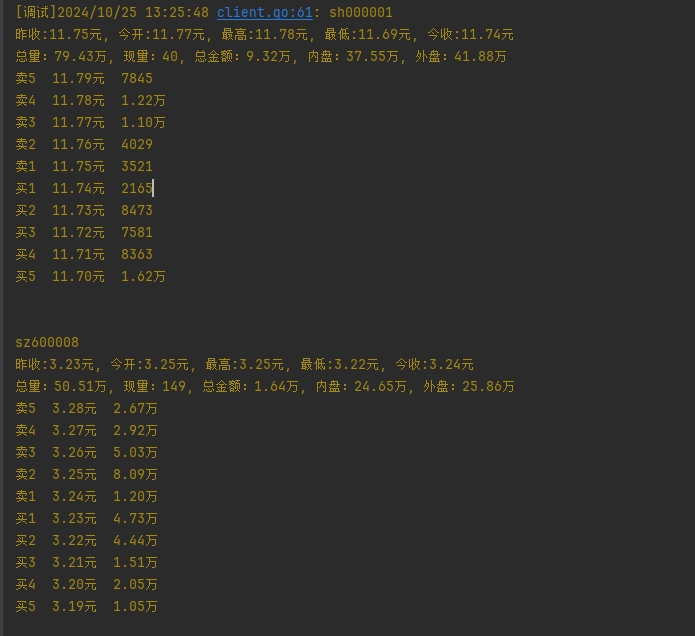 [调试]2024/10/25 13:25:48 client.go:61: sh000001
昨收:11.75元, 今开:11.77元, 最高:11.78元, 最低:11.69元, 今收:11.74元
总量：79.43万, 现量：40, 总金额：9.32万, 内盘：37.55万, 外盘：41.88万
卖5  11.79元  7845
卖4  11.78元  1.22万
卖3  11.77元  1.10万
卖2  11.76元  4029
卖1  11.75元  3521
买1  11.74元  2165
买2  11.73元  8473
买3  11.72元  7581
买4  11.71元  8363
买5  11.70元  1.62万
sz600008
昨收:3.23元, 今开:3.25元, 最高:3.25元, 最低:3.22元, 今收:3.24元
总量：50.51万, 现量：149, 总金额：1.64万, 内盘：24.65万, 外盘：25.86万
卖5  3.28元  2.67万
卖4  3.27元  2.92万
卖3  3.26元  5.03万
卖2  3.25元  8.09万
卖1  3.24元  1.20万
买1  3.23元  4.73万
买2  3.22元  4.44万
买3  3.21元  1.51万
买4  3.20元  2.05万
买5  3.19元  1.05万